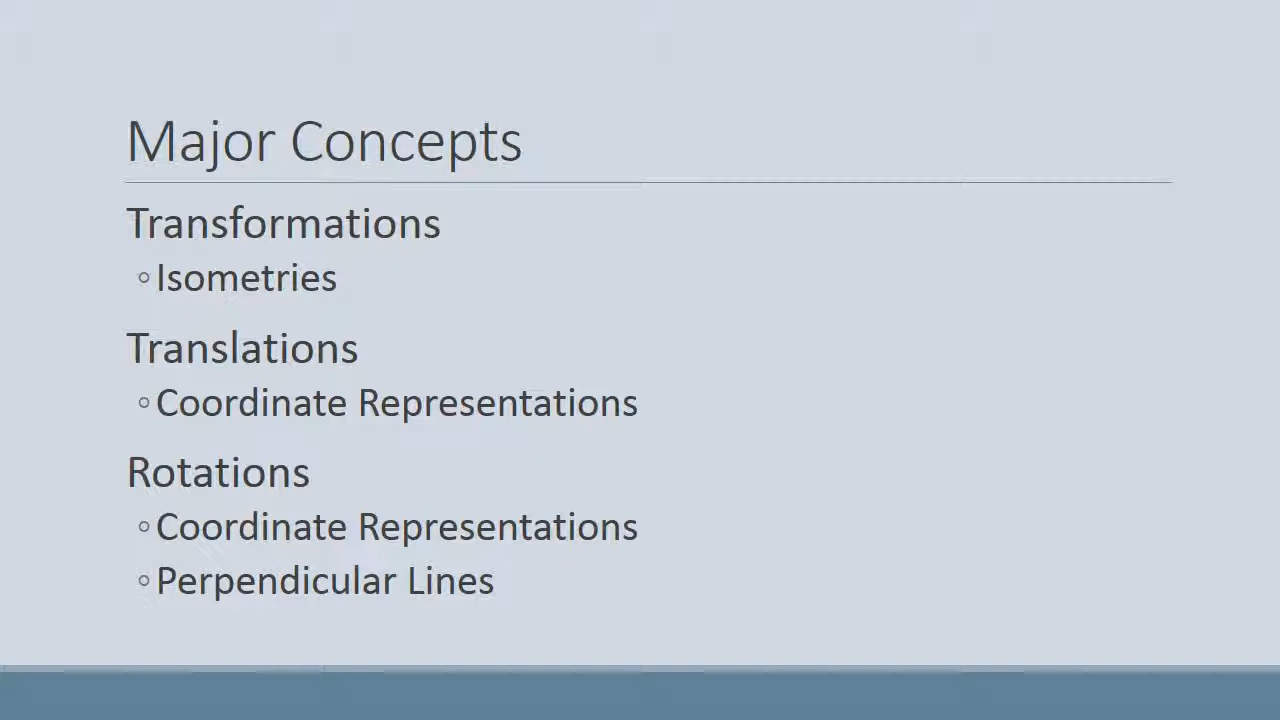 Major Concepts
Transformations
◦Isometries
Translations
◦Coordinate Representations
Rotations
◦Coordinate Representations
◦Perpendicular Lines